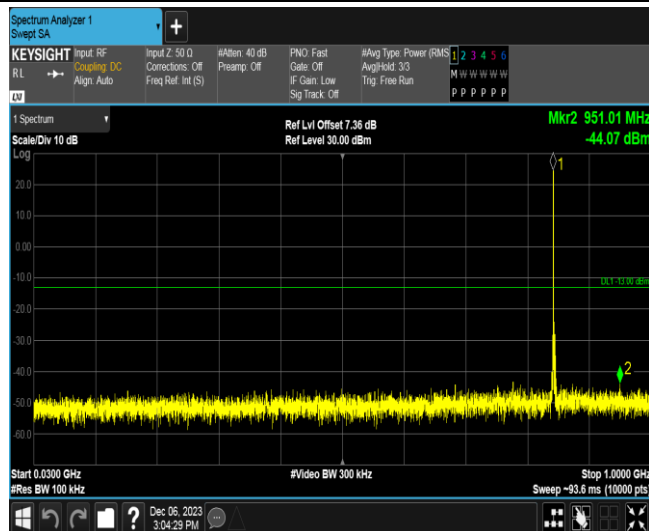 Spectrum Analyzer 1
Swept SA
+
KEYSIGHT Input: RF Input Z: 50 Ω #Atten: 40 dB PNO: Fast #Avg Type: Power (RMS 1 2 3 4 5 6
RL Coupling: DC Corrections: Off Preamp: Off Gate: Off Avg|Hold: 3/3 M W W W W W
Align: Auto Freq Ref: Int (S) IF Gain: Low Trig: Free Run
Sig Track: Off P P P P P P
LXI
1 Spectrum Ref Lvl Offset 7.36 dB Mkr2 951.01 MHz
Scale/Div 10 dB Ref Level 30.00 dBm -44.07 dBm
Log
1
20.0
10.0
0.00
-10.0
DL1 -13.00 dBm
-20.0
-30.0
-40.0
2
-50.0
-60.0
Start 0.0300 GHz #Video BW 300 kHz Stop 1.0000 GHz
#Res BW 100 kHz Sweep ~93.6 ms (10000 pts)
? Dec 06, 2023
3:04:29 PM